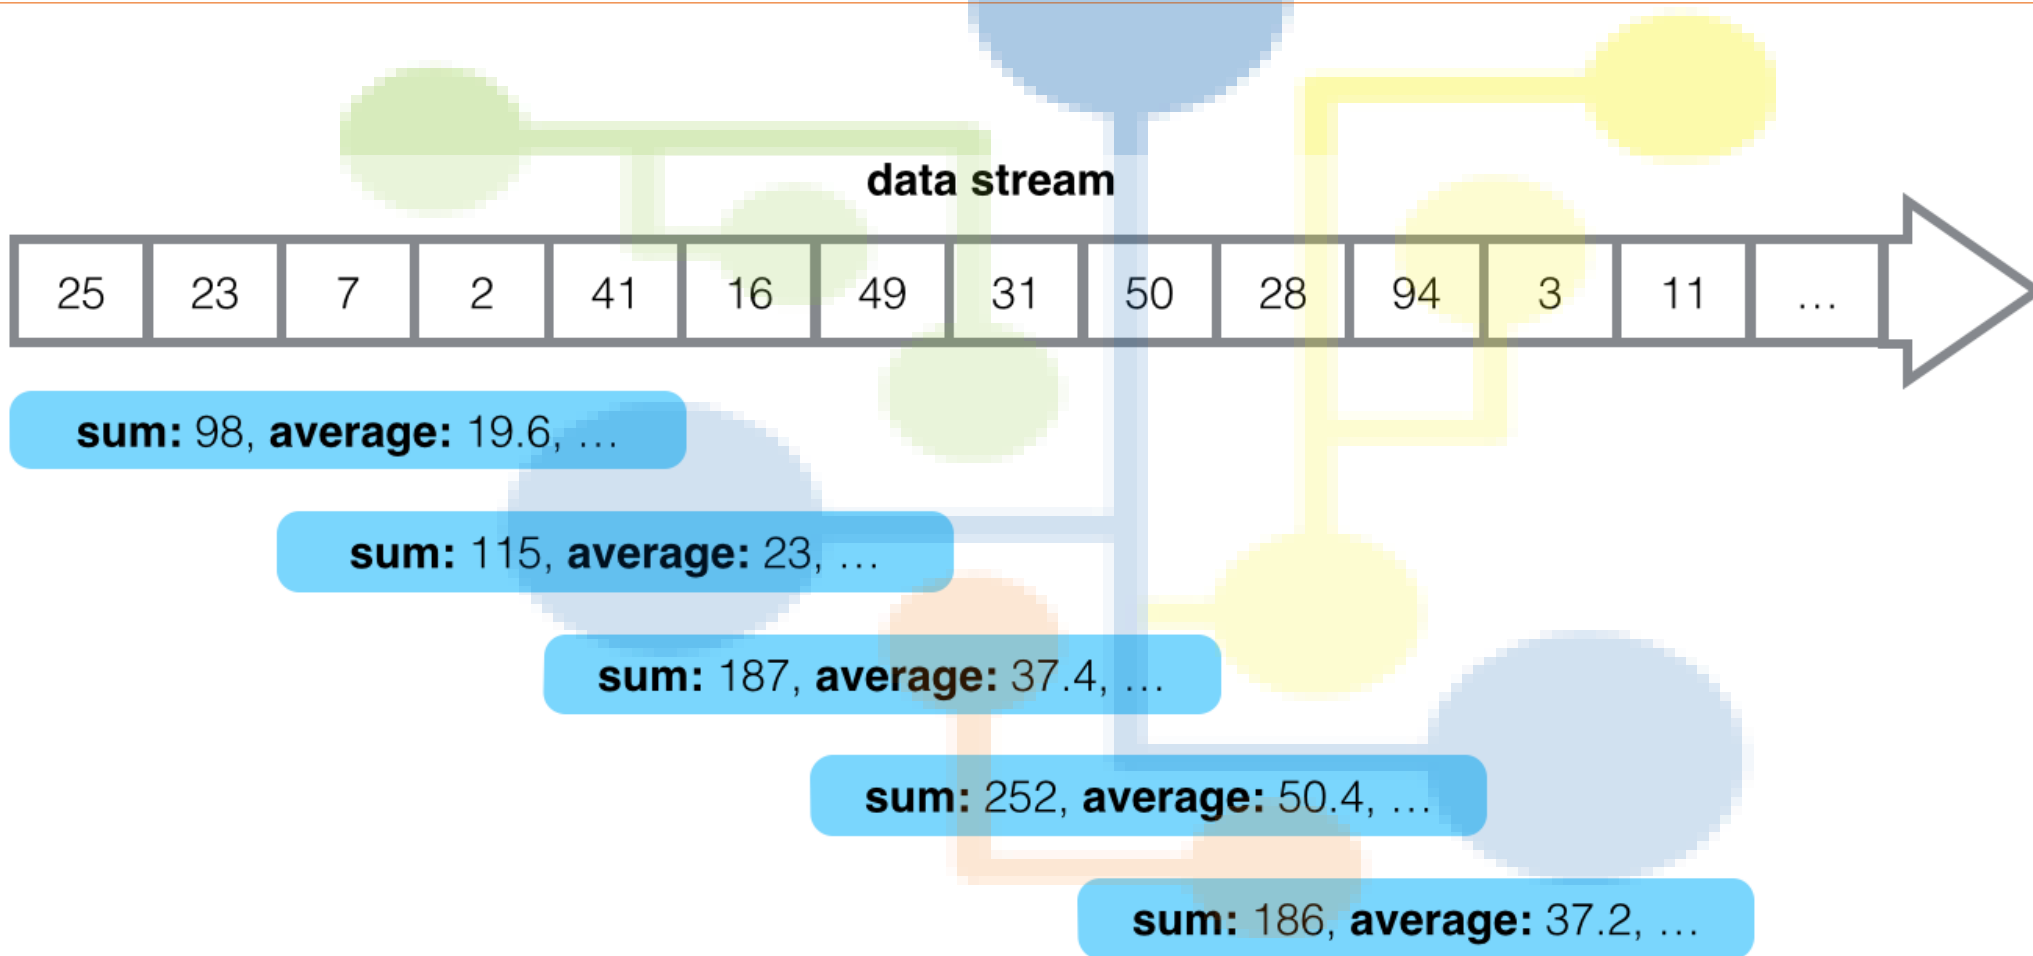 data stream
25 23 7 2 41 16 49 31 50 28 94 3 11 ...
sum: 98, average: 19.6, ...
sum: 115, average: 23, ...
sum: 187, average: 37.4, ...
sum: 252, average: 50.4, ...
sum: 186, average: 37.2, ...